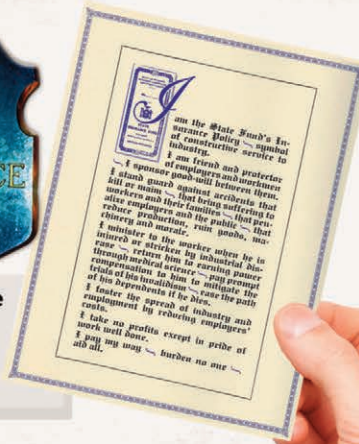 CE
e
I
am the State Fund's In-
surance Policy ~ symbol
of constructive service to
industry.
I am friend and protector
of employers and workmen
~ I sponsor good-will between them.
I stand guard against accidents that
kill or maim ~ that bring suffering to
workers and their families ~ that pen-
alize employers and the public ~ that
reduce production, ruin goods, ma-
chinery and morale.
I minister to the worker when he is
injured or stricken by industrial dis-
ease ~ return him to earning power
through medical science ~ pay prompt
compensation to him to mitigate the
trials of his invalidism ~ ease the path
of his dependents if he dies.
I foster the spread of industry and
employment by reducing employers'
costs.
I take no profits except in pride of
work well done.
I pay my way ~ burden no one ~
aid all.